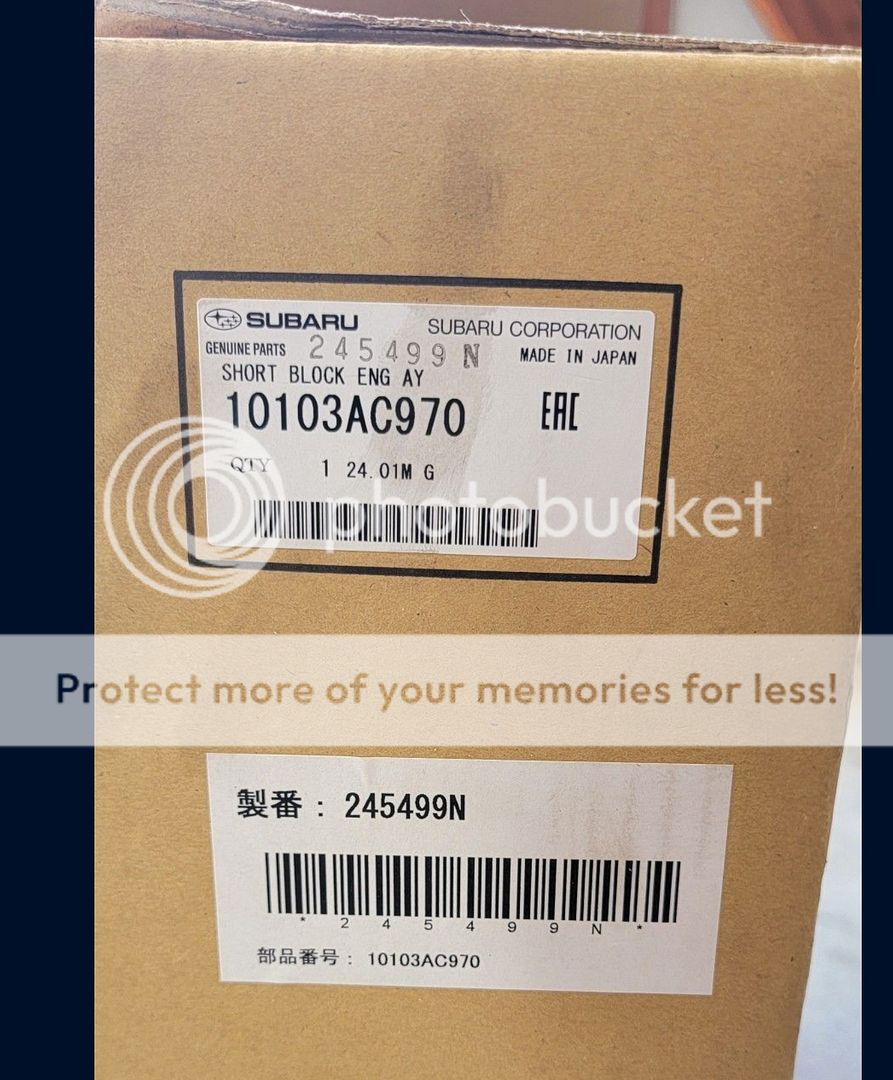 SUBARU
SUBARU CORPORATION
GENUINE PARTS 245499N MADE IN JAPAN
SHORT BLOCK ENG AY
10103AC970 EAC
QTY 1 24.01M G
photobucket
Protect more of your memories for less!
製番: 245499N
* 2 4 5 4 9 9 N *
部品番号: 10103AC970